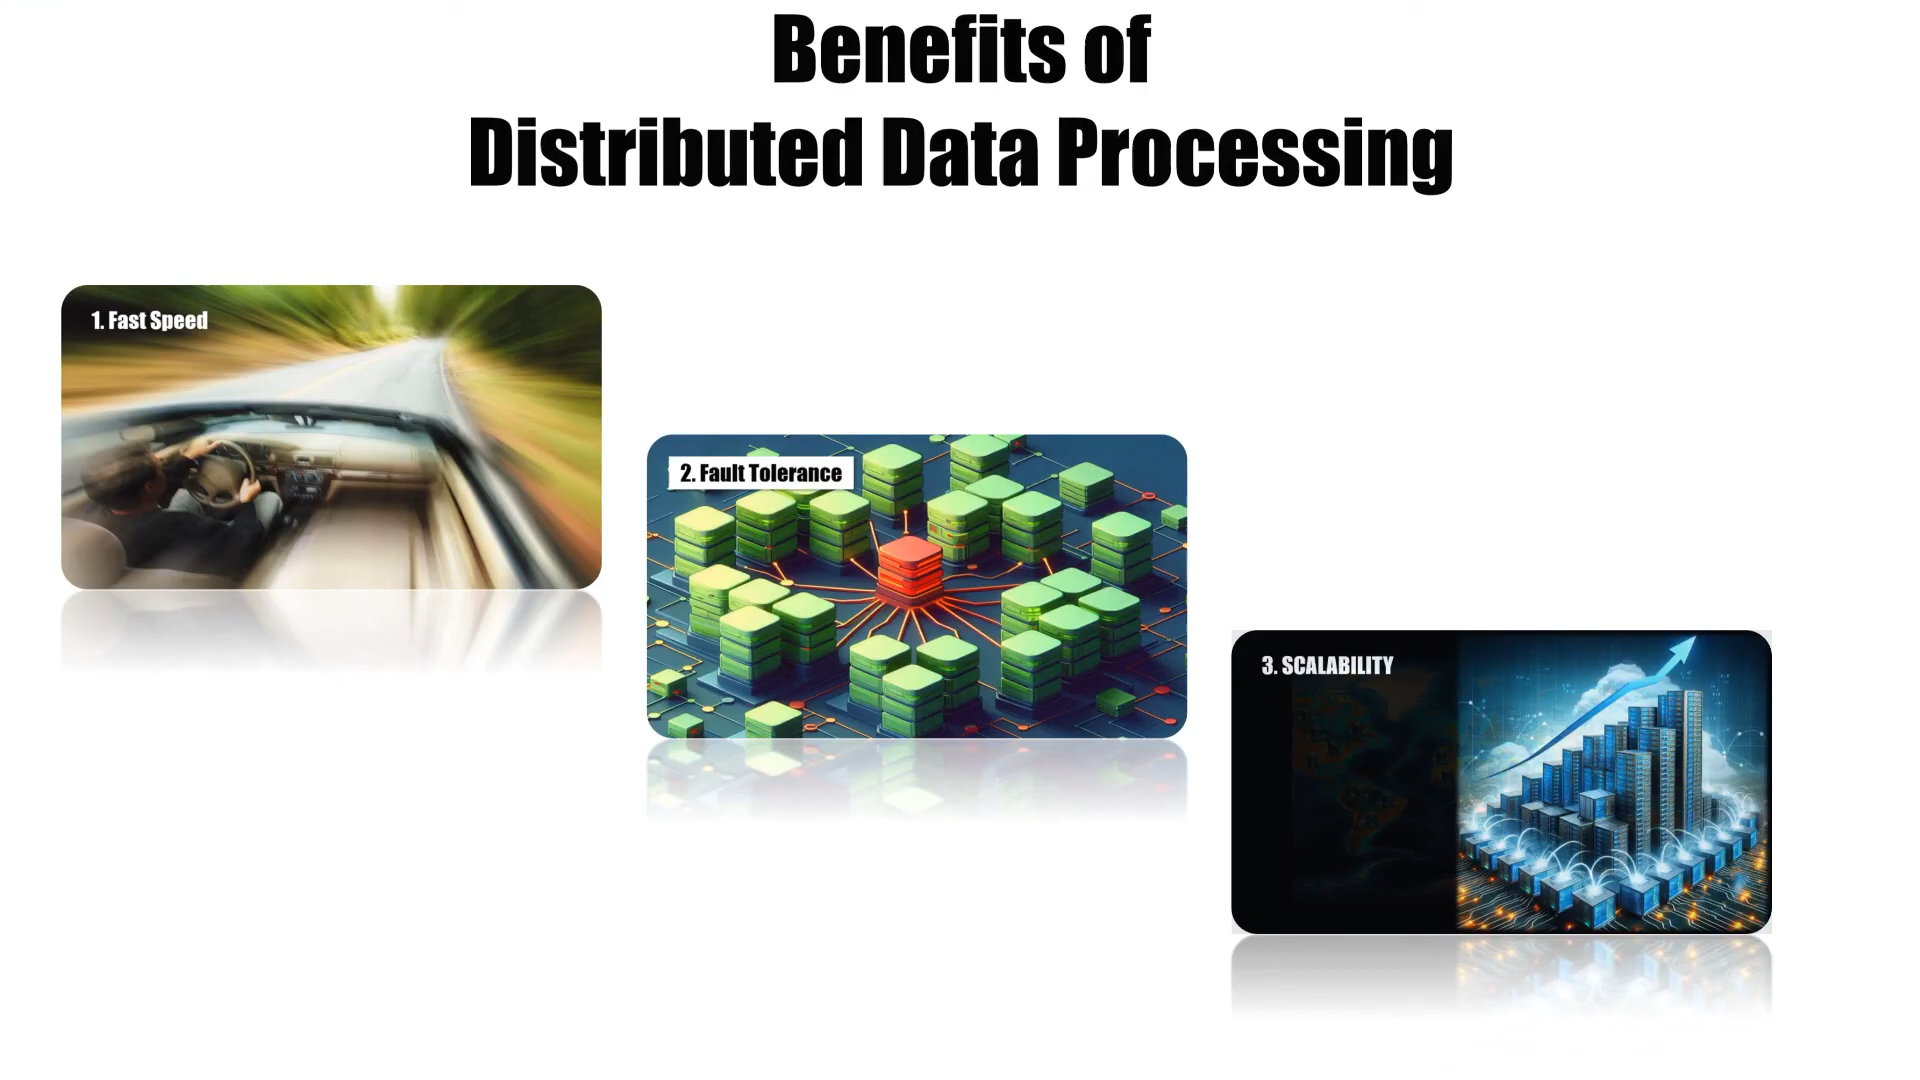 Benefits of
Distributed Data Processing
1. Fast Speed
2. Fault Tolerance
3. SCALABILITY